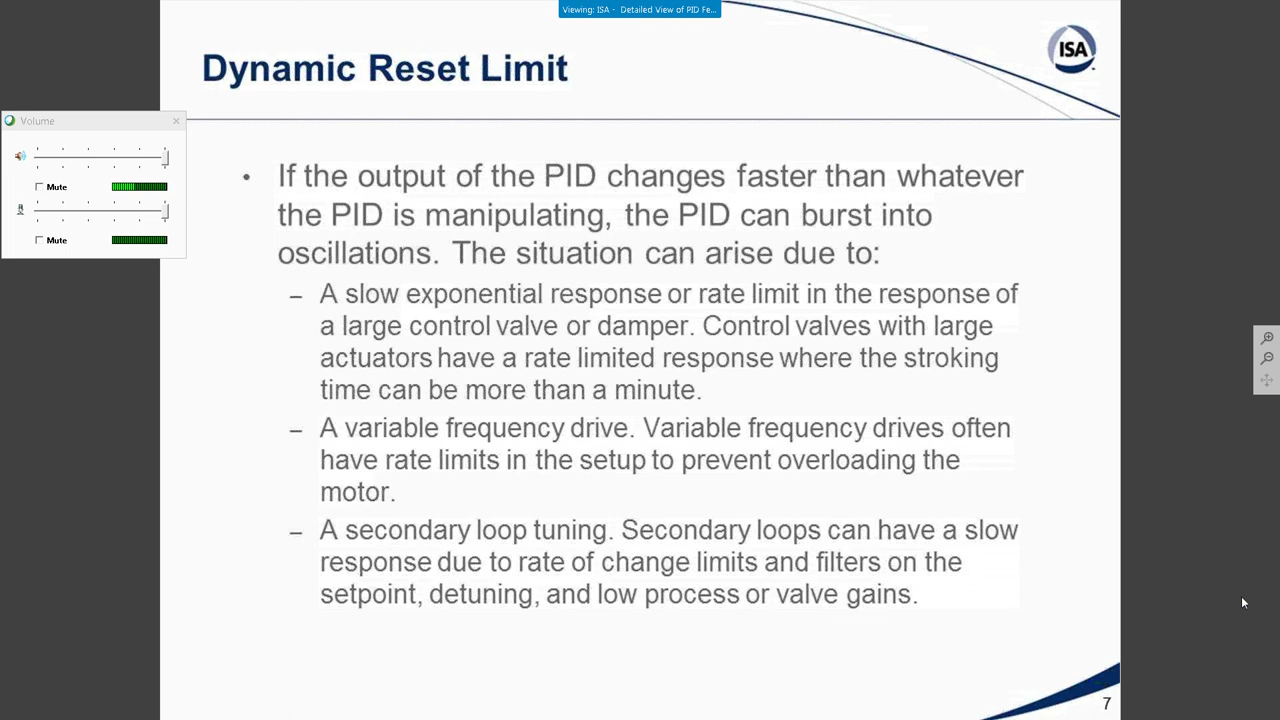 Viewing: ISA - Detailed View of PID Fe...
ISA
Dynamic Reset Limit
Volume
Mute
Mute
• If the output of the PID changes faster than whatever
the PID is manipulating, the PID can burst into
oscillations. The situation can arise due to:
– A slow exponential response or rate limit in the response of
a large control valve or damper. Control valves with large
actuators have a rate limited response where the stroking
time can be more than a minute.
– A variable frequency drive. Variable frequency drives often
have rate limits in the setup to prevent overloading the
motor.
– A secondary loop tuning. Secondary loops can have a slow
response due to rate of change limits and filters on the
setpoint, detuning, and low process or valve gains.
7